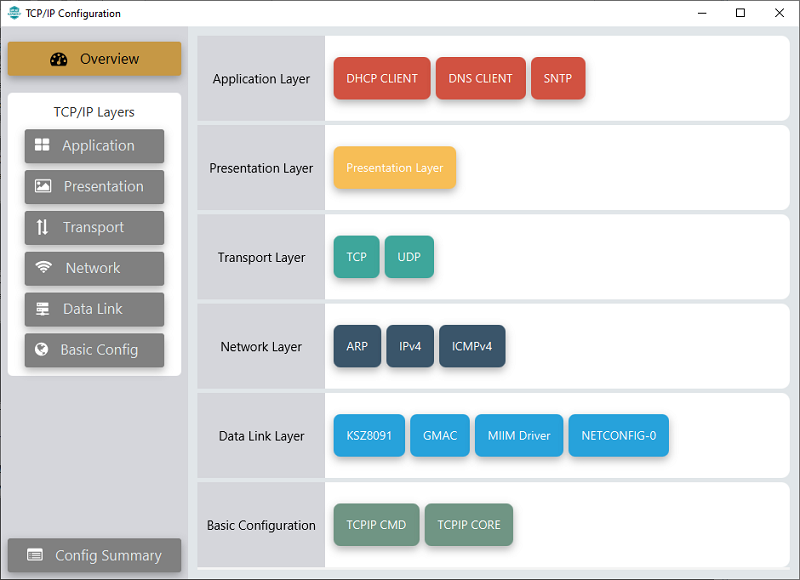 TCP/IP Configuration
Overview
TCP/IP Layers
Application
Presentation
Transport
Network
Data Link
Basic Config
Config Summary
Application Layer
DHCP CLIENT
DNS CLIENT
SNTP
Presentation Layer
Presentation Layer
Transport Layer
TCP
UDP
Network Layer
ARP
IPv4
ICMPv4
Data Link Layer
KSZ8091
GMAC
MIIM Driver
NETCONFIG-0
Basic Configuration
TCPIP CMD
TCPIP CORE